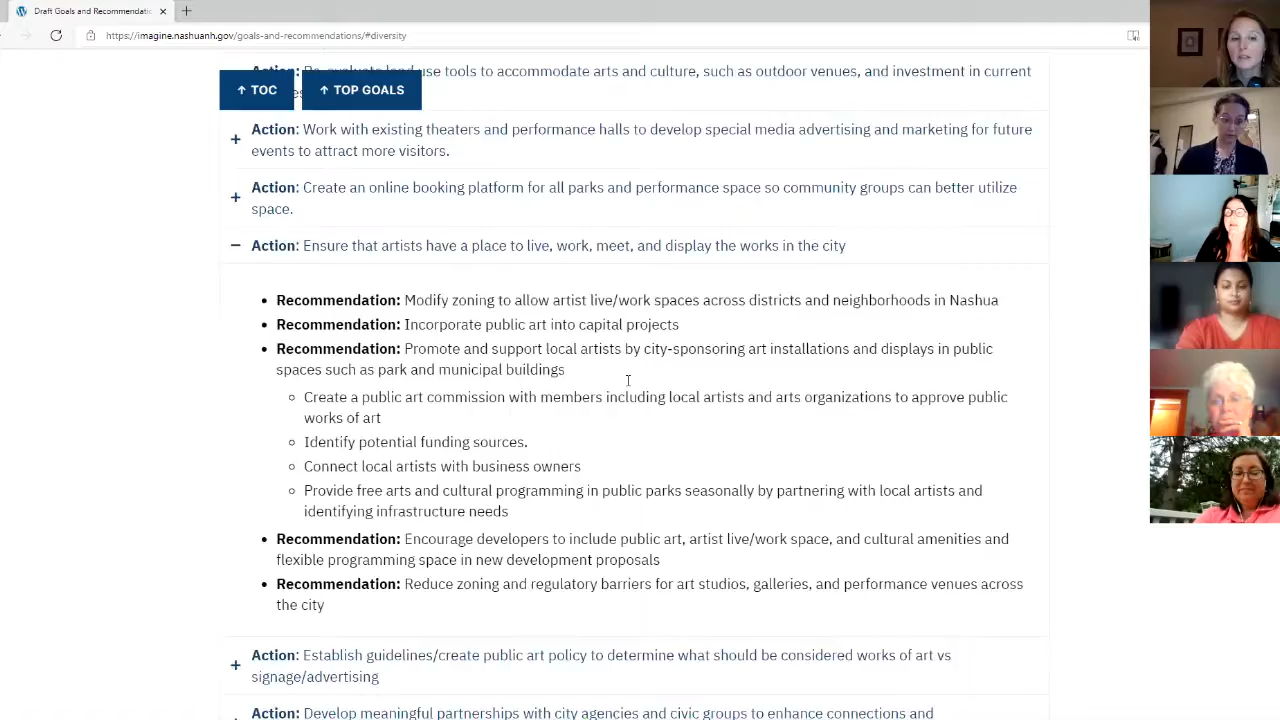 Draft Goals and Recommendatio
https://imagine.nashuanh.gov/goals-and-recommendations/#diversity
use tools to accommodate arts and culture, such as outdoor venues, and investment in current
↑ TOC
↑ TOP GOALS
+ Action: Work with existing theaters and performance halls to develop special media advertising and marketing for future
events to attract more visitors.
+ Action: Create an online booking platform for all parks and performance space so community groups can better utilize
space.
− Action: Ensure that artists have a place to live, work, meet, and display the works in the city
• Recommendation: Modify zoning to allow artist live/work spaces across districts and neighborhoods in Nashua
• Recommendation: Incorporate public art into capital projects
• Recommendation: Promote and support local artists by city-sponsoring art installations and displays in public
spaces such as park and municipal buildings
◦ Create a public art commission with members including local artists and arts organizations to approve public
works of art
◦ Identify potential funding sources.
◦ Connect local artists with business owners
◦ Provide free arts and cultural programming in public parks seasonally by partnering with local artists and
identifying infrastructure needs
• Recommendation: Encourage developers to include public art, artist live/work space, and cultural amenities and
flexible programming space in new development proposals
• Recommendation: Reduce zoning and regulatory barriers for art studios, galleries, and performance venues across
the city
+ Action: Establish guidelines/create public art policy to determine what should be considered works of art vs
signage/advertising
Action: Develop meaningful partnerships with city agencies and civic groups to enhance connections and